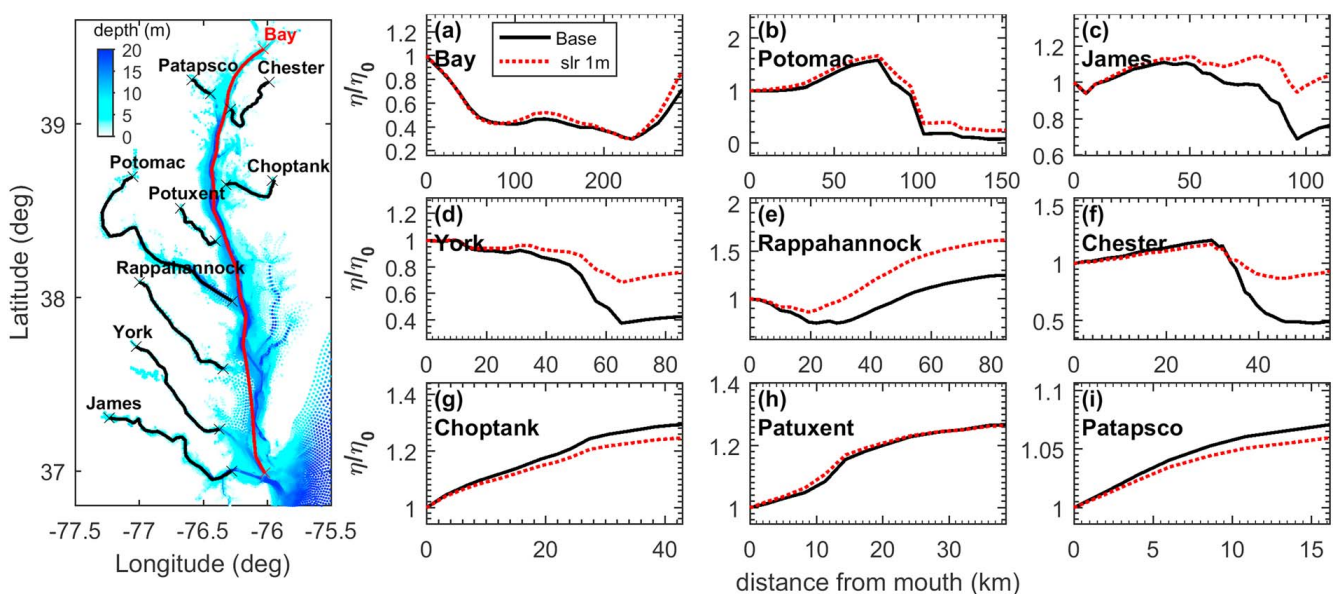 depth (m)
20
15
10
5
0
Bay
Patapsco
Chester
Potomac
Choptank
Potuxent
Rappahannock
York
James
39
38
37
Latitude (deg)
-77.5 -77 -76.5 -76 -75.5
Longitude (deg)
(a)
Bay
Base
slr 1m
η/η0
1.2
1
0.8
0.6
0.4
0.2
0 100 200
(b)
Potomac
2
1
0
0 50 100 150
(c)
James
1.2
1.0
0.8
0.6
0 50 100
(d)
York
η/η0
1.2
1
0.8
0.6
0.4
0 20 40 60 80
(e)
Rappahannock
2
1.5
1
0 20 40 60 80
(f)
Chester
1.5
1.0
0.5
0 20 40
(g)
Choptank
η/η0
1.4
1.2
1
0 20 40
(h)
Patuxent
1.4
1.2
1
0 10 20 30
(i)
Patapsco
1.10
1.05
1.00
0 5 10 15
distance from mouth (km)